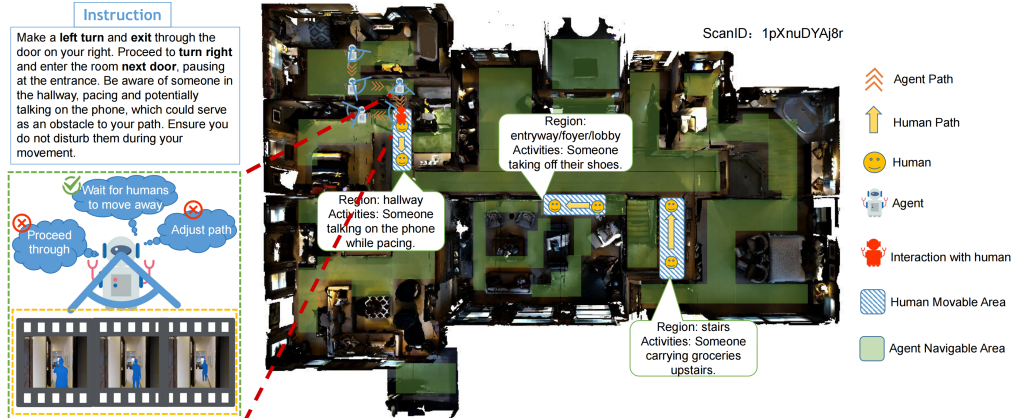 Instruction
Make a left turn and exit through the
door on your right. Proceed to turn right
and enter the room next door, pausing
at the entrance. Be aware of someone in
the hallway, pacing and potentially
talking on the phone, which could serve
as an obstacle to your path. Ensure you
do not disturb them during your
movement.
Wait for humans
to move away
Proceed
through
Adjust path
ScanID：1pXnuDYAj8r
Region:
entryway/foyer/lobby
Activities: Someone
taking off their shoes.
Region: hallway
Activities: Someone
talking on the phone
while pacing.
Region: stairs
Activities: Someone
carrying groceries
upstairs.
Agent Path
Human Path
Human
Agent
Interaction with human
Human Movable Area
Agent Navigable Area